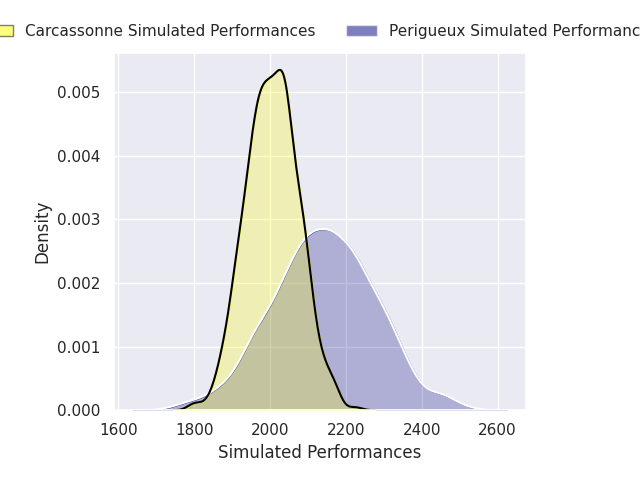 Carcassonne Simulated Performances
Perigueux Simulated Performanc
0.005
0.004
0.003
0.002
0.001
0.000
Density
1600 1800 2000 2200 2400 2600
Simulated Performances